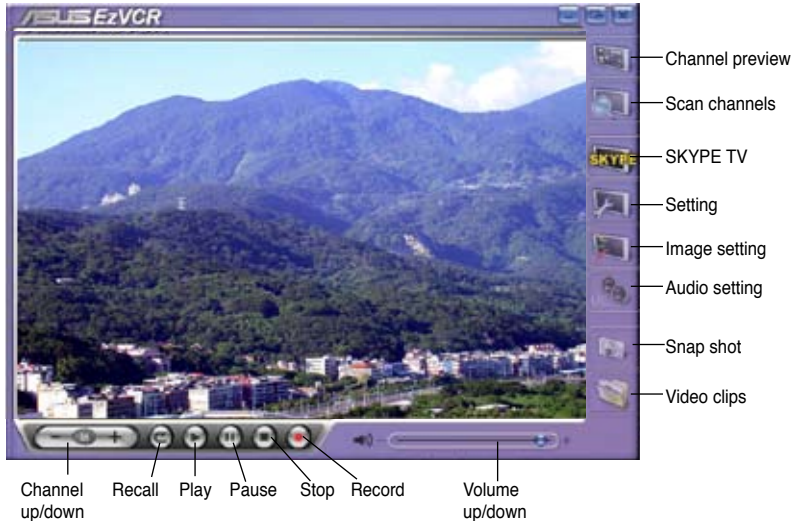 ASUS EzVCR
Channel preview
Scan channels
SKYPE
SKYPE TV
Setting
Image setting
Audio setting
Snap shot
Video clips
Channel
up/down
Recall
Play
Pause
Stop
Record
Volume
up/down